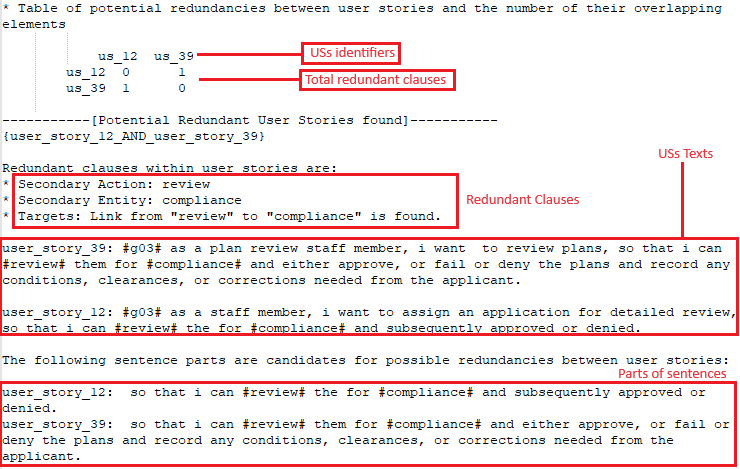 * Table of potential redundancies between user stories and the number of their overlapping
elements
us_12 us_39
USs identifiers
us_12 0 1
Total redundant clauses
us_39 1 0
-----------[Potential Redundant User Stories found]-----------
{user_story_12_AND_user_story_39}
USs Texts
Redundant clauses within user stories are:
* Secondary Action: review
* Secondary Entity: compliance
Redundant Clauses
* Targets: Link from "review" to "compliance" is found.
user_story_39: #g03# as a plan review staff member, i want to review plans, so that i can
#review# them for #compliance# and either approve, or fail or deny the plans and record any
conditions, clearances, or corrections needed from the applicant.
user_story_12: #g03# as a staff member, i want to assign an application for detailed review,
so that i can #review# the for #compliance# and subsequently approved or denied.
The following sentence parts are candidates for possible redundancies between user stories:
Parts of sentences
user_story_12: so that i can #review# the for #compliance# and subsequently approved or
denied.
user_story_39: so that i can #review# them for #compliance# and either approve, or fail or
deny the plans and record any conditions, clearances, or corrections needed from the
applicant.